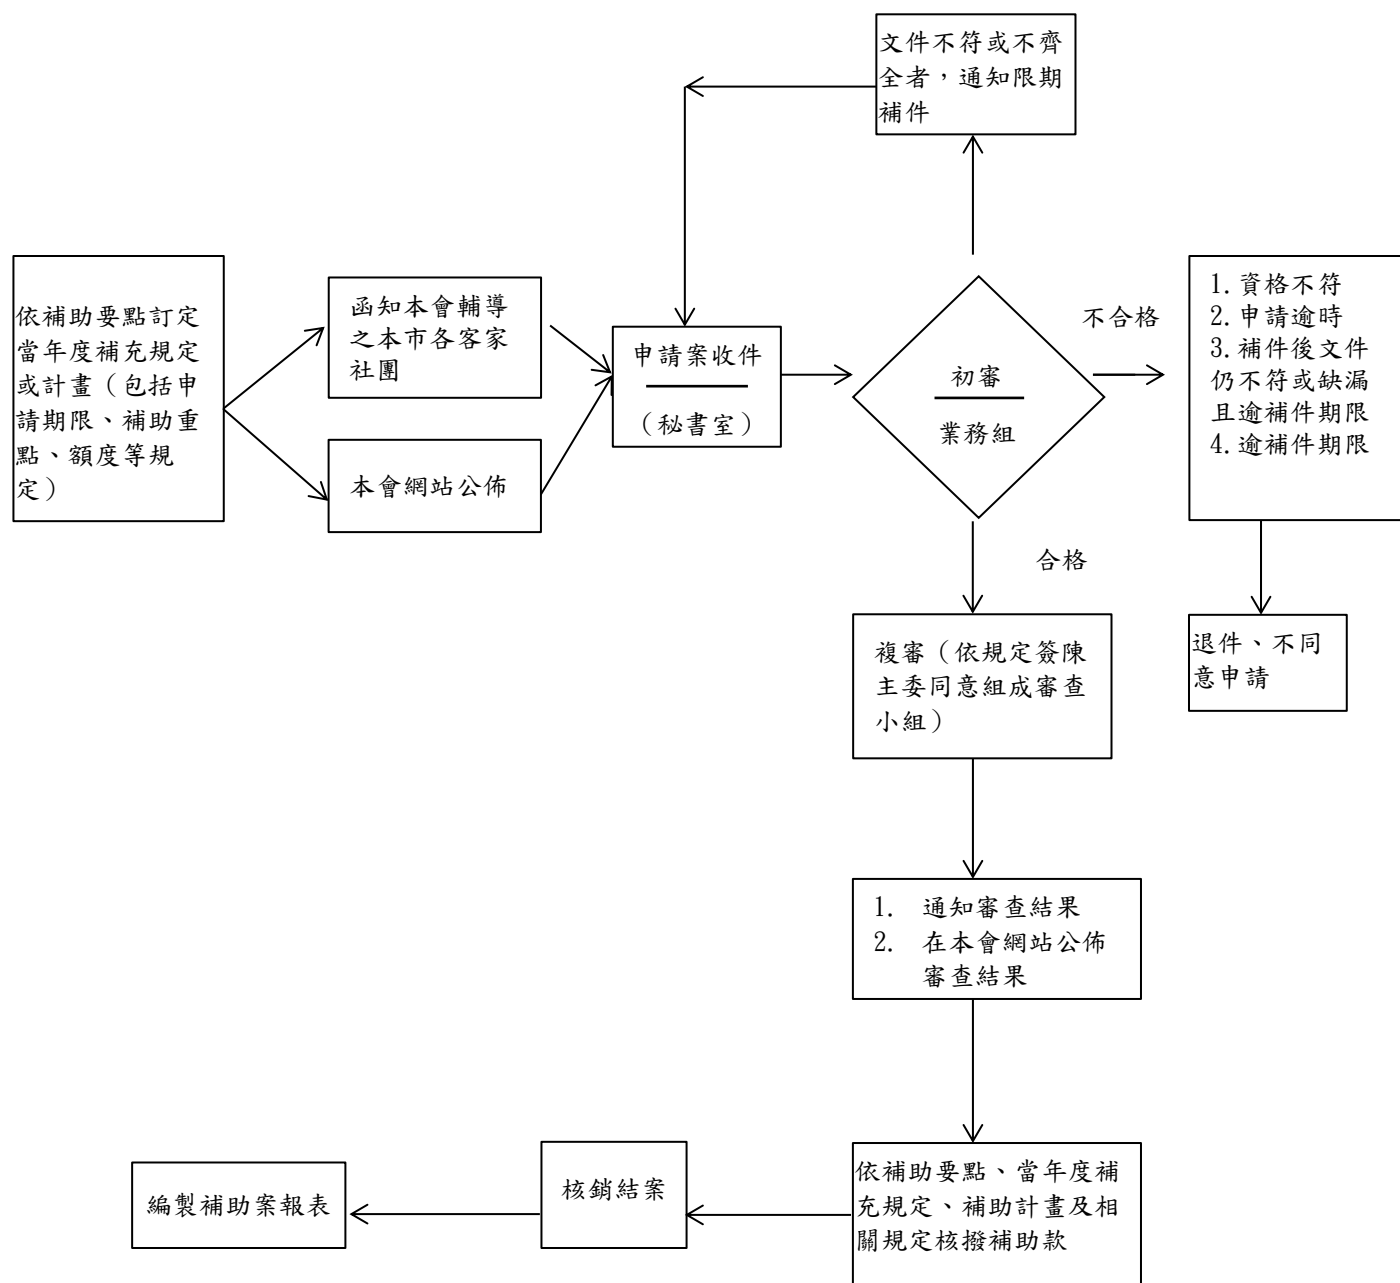 文件不符或不齊
全者，通知限期
補件
依補助要點訂定
當年度補充規定
或計畫（包括申
請期限、補助重
點、額度等規
定）
函知本會輔導
之本市各客家
社團
本會網站公佈
申請案收件
（秘書室）
初審
業務組
不合格
1.資格不符
2.申請逾時
3.補件後文件
仍不符或缺漏
且逾補件期限
4.逾補件期限
合格
退件、不同
意申請
複審（依規定簽陳
主委同意組成審查
小組）
1. 通知審查結果
2. 在本會網站公佈
審查結果
依補助要點、當年度補
充規定、補助計畫及相
關規定核撥補助款
核銷結案
編製補助案報表